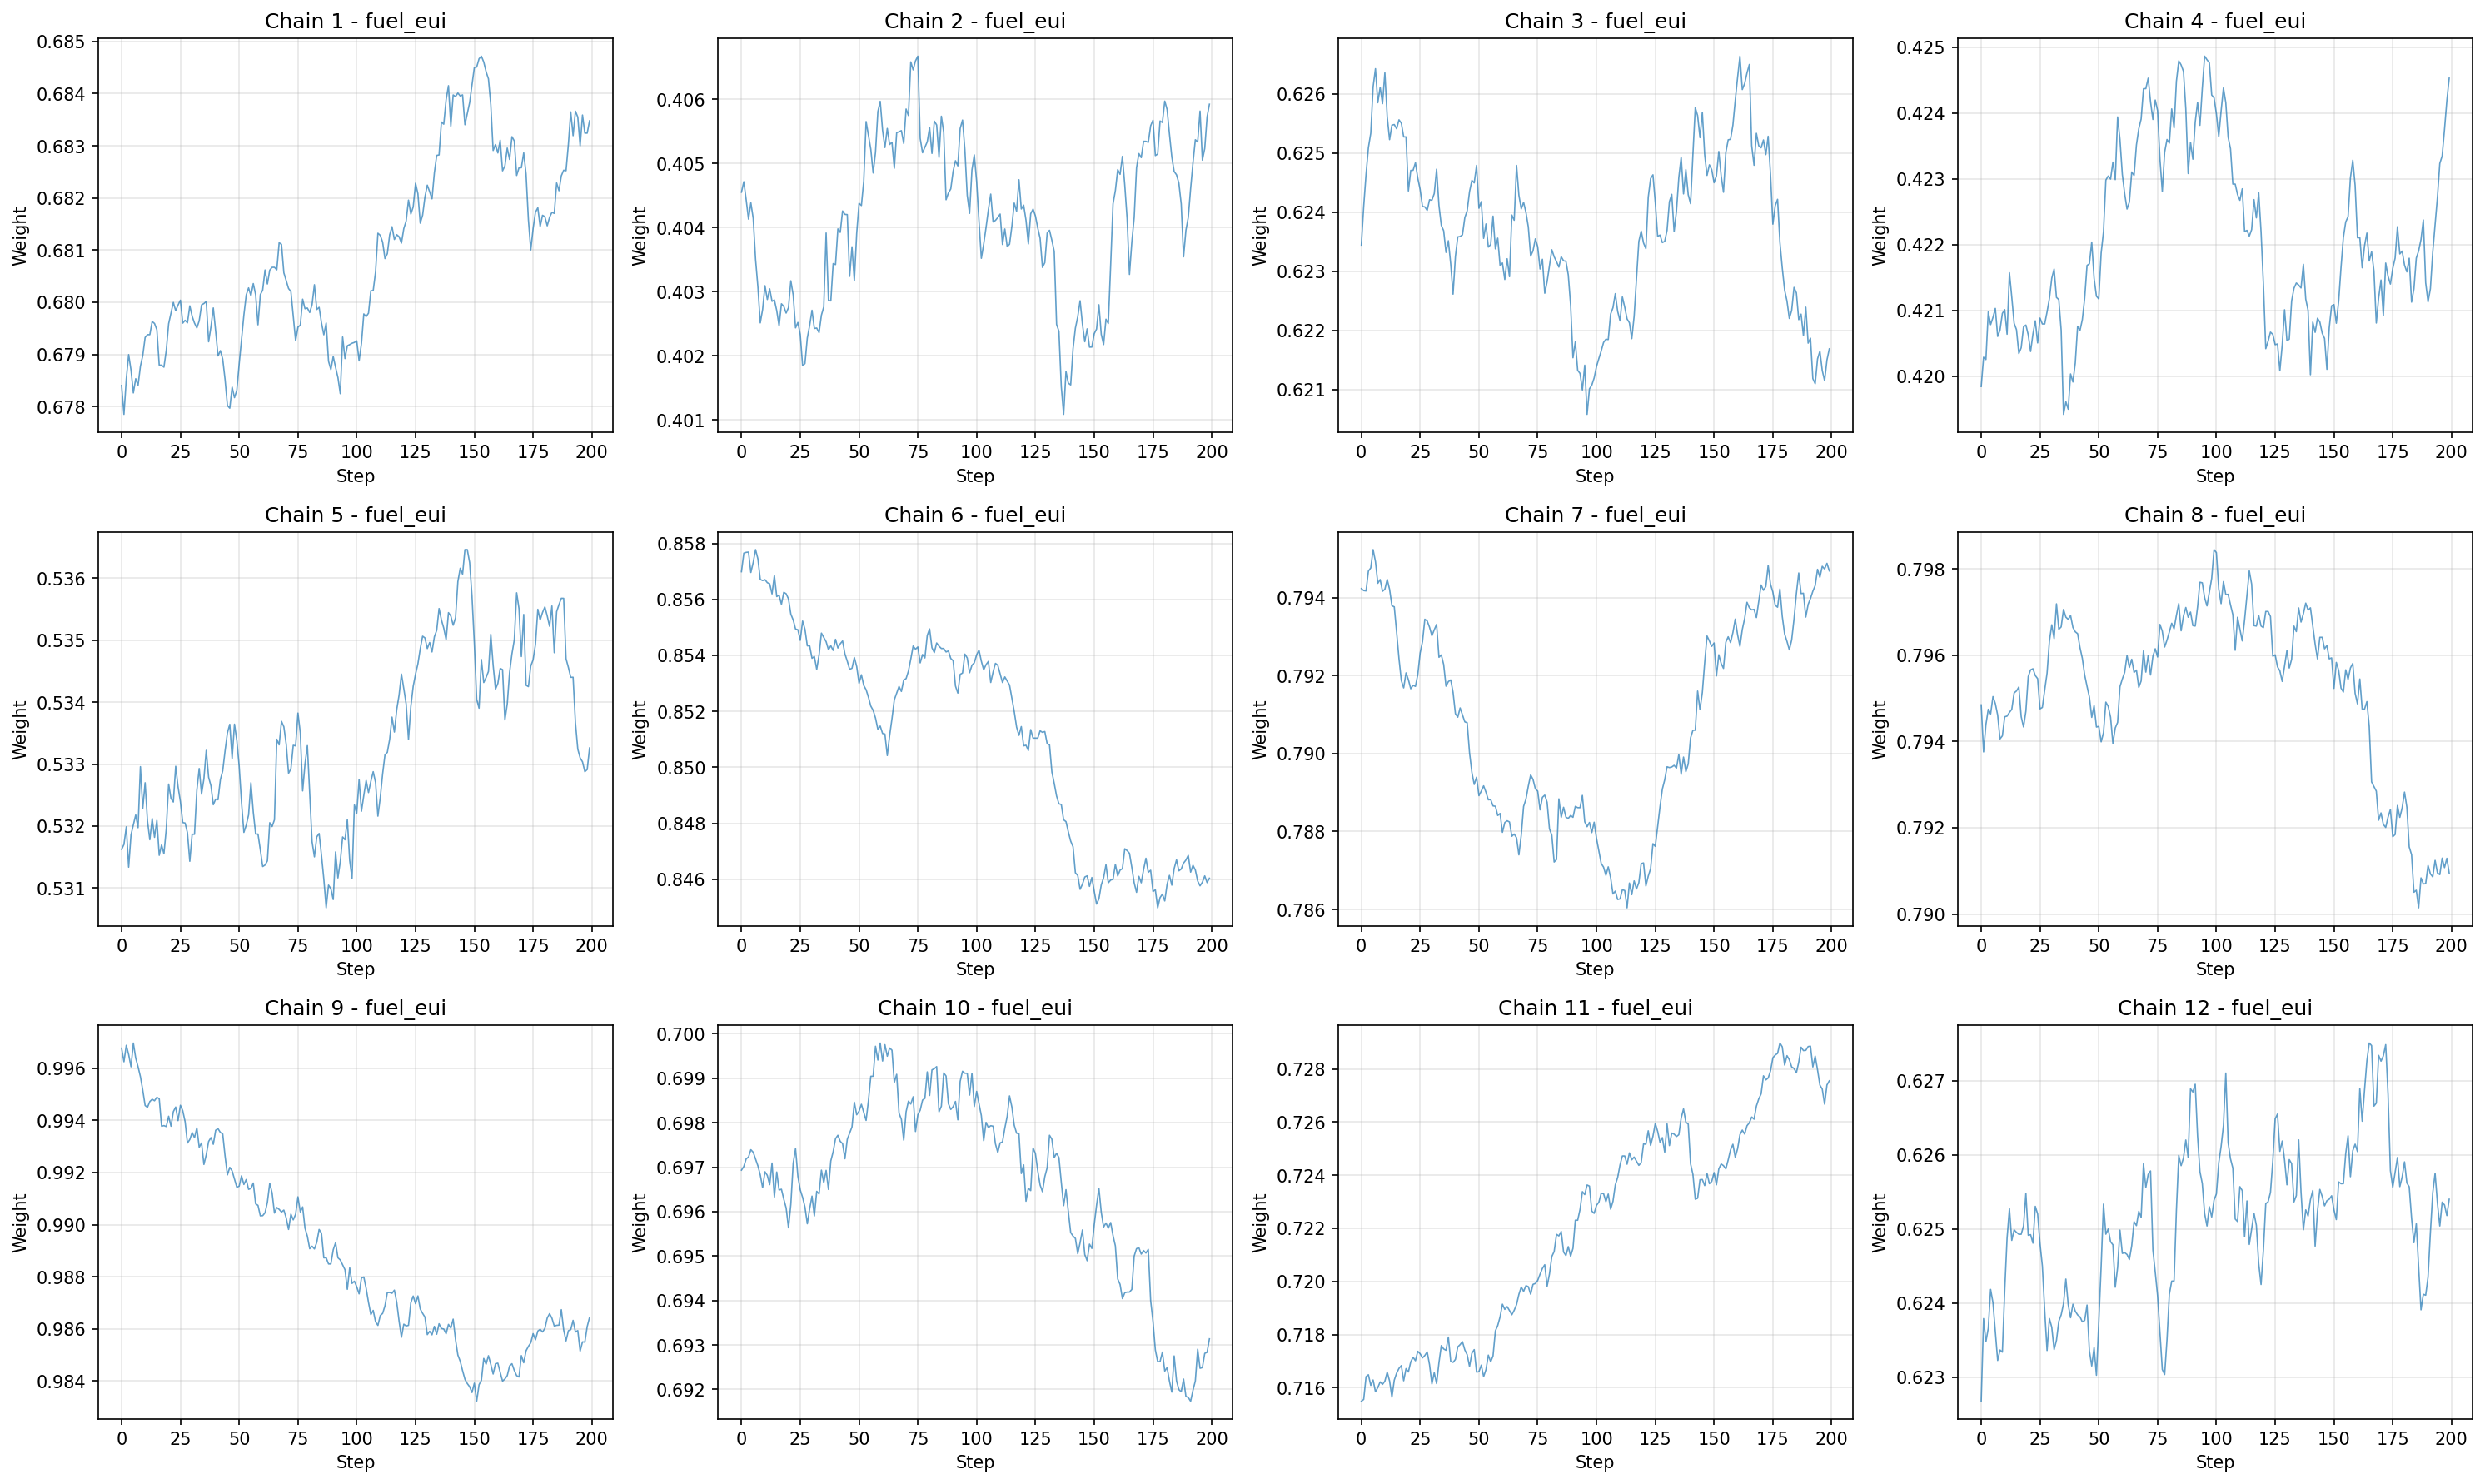 Chain 1 - fuel_eui
0.685
0.684
0.683
0.682
0.681
0.680
0.679
0.678
Weight
0 25 50 75 100 125 150 175 200
Step
Chain 2 - fuel_eui
0.406
0.405
0.404
0.403
0.402
0.401
Weight
0 25 50 75 100 125 150 175 200
Step
Chain 3 - fuel_eui
0.626
0.625
0.624
0.623
0.622
0.621
Weight
0 25 50 75 100 125 150 175 200
Step
Chain 4 - fuel_eui
0.425
0.424
0.423
0.422
0.421
0.420
Weight
0 25 50 75 100 125 150 175 200
Step
Chain 5 - fuel_eui
0.536
0.535
0.534
0.533
0.532
0.531
Weight
0 25 50 75 100 125 150 175 200
Step
Chain 6 - fuel_eui
0.858
0.856
0.854
0.852
0.850
0.848
0.846
Weight
0 25 50 75 100 125 150 175 200
Step
Chain 7 - fuel_eui
0.794
0.792
0.790
0.788
0.786
Weight
0 25 50 75 100 125 150 175 200
Step
Chain 8 - fuel_eui
0.798
0.796
0.794
0.792
0.790
Weight
0 25 50 75 100 125 150 175 200
Step
Chain 9 - fuel_eui
0.996
0.994
0.992
0.990
0.988
0.986
0.984
Weight
0 25 50 75 100 125 150 175 200
Step
Chain 10 - fuel_eui
0.700
0.699
0.698
0.697
0.696
0.695
0.694
0.693
0.692
Weight
0 25 50 75 100 125 150 175 200
Step
Chain 11 - fuel_eui
0.728
0.726
0.724
0.722
0.720
0.718
0.716
Weight
0 25 50 75 100 125 150 175 200
Step
Chain 12 - fuel_eui
0.627
0.626
0.625
0.624
0.623
Weight
0 25 50 75 100 125 150 175 200
Step